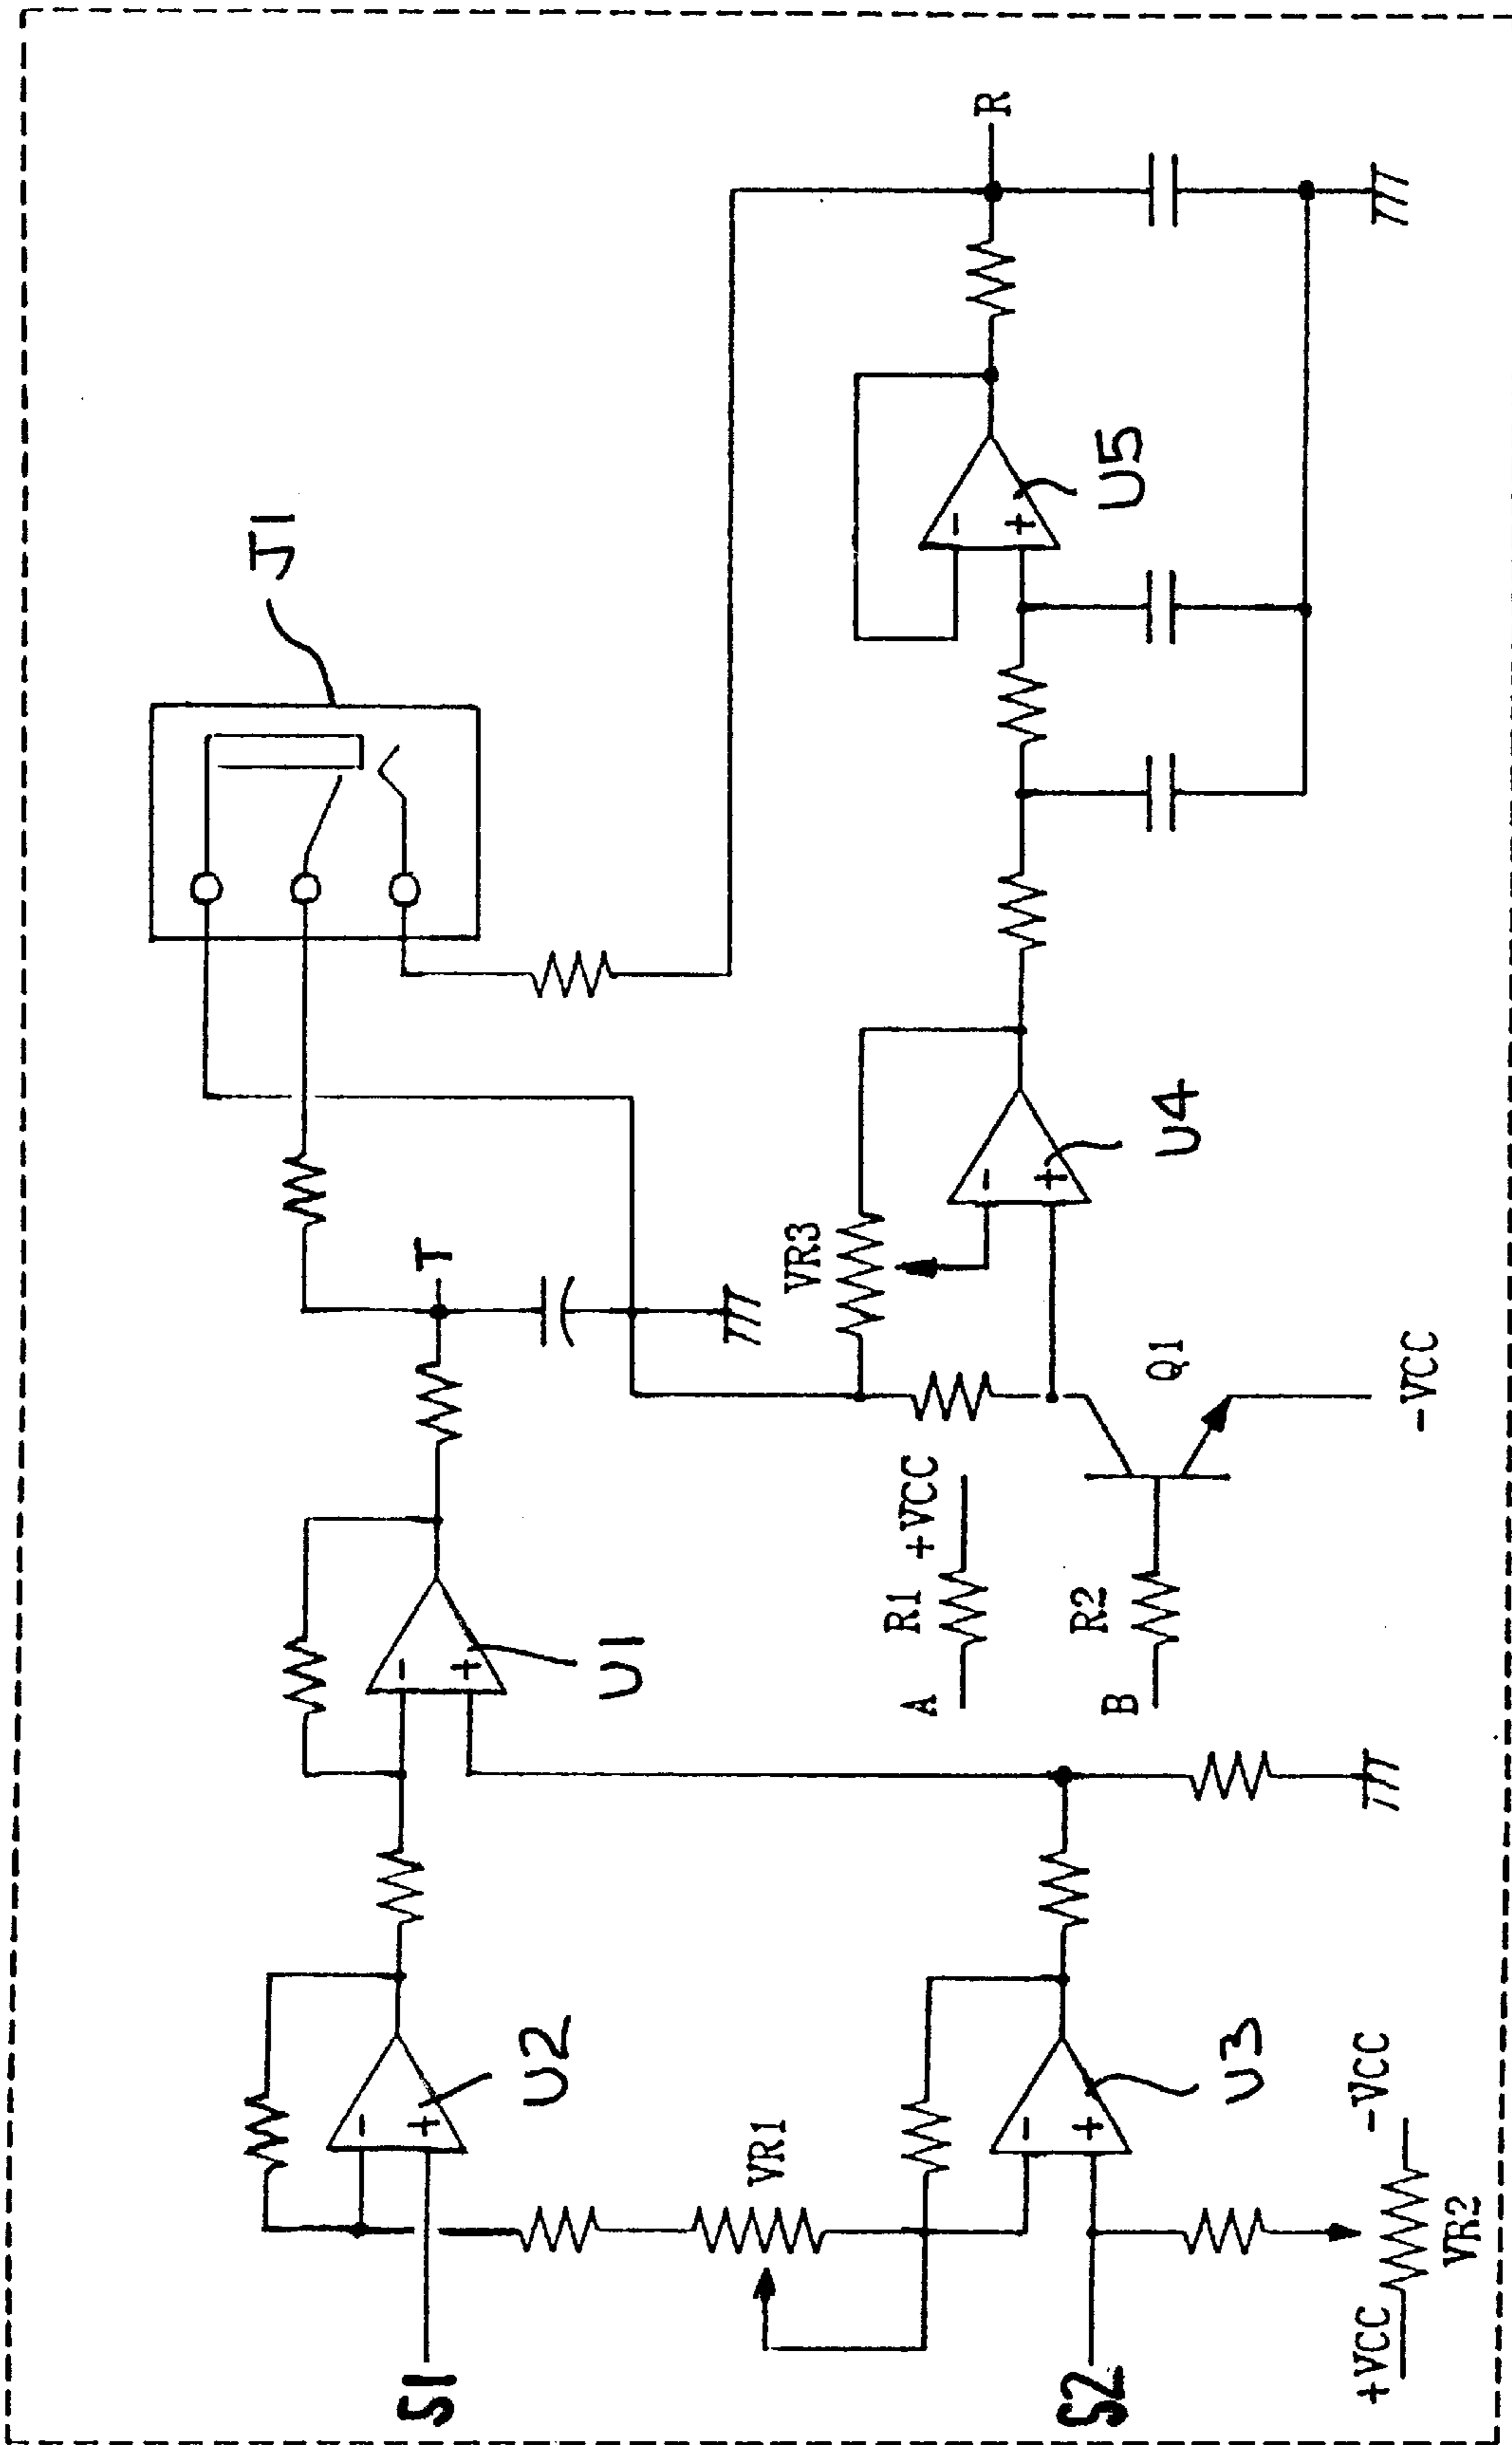 J1
T
R
U1
U2
VR1
VR3
U4
U5
S1
S2
U3
A
R1
+VCC
B
R2
Q1
-VCC
+VCC
-VCC
VR2
-
+
-
+
-
+
-
+
-
+